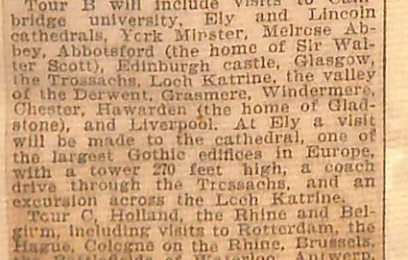 Tour B will include visits to Cam-
bridge university, Ely and Lincoln
cathedrals, York Minster, Melrose Ab-
bey, Abbotsford (the home of Sir Wal-
ter Scott), Edinburgh castle, Glasgow,
the Trossachs, Loch Katrine, the valley
of the Derwent, Grasmere, Windermere,
Chester, Hawarden (the home of Glad-
stone), and Liverpool. At Ely a visit
will be made to the cathedral, one of
the largest Gothic edifices in Europe,
with a tower 270 feet high, a coach
drive through the Trossachs, and an
excursion across the Loch Katrine.
Tour C, Holland, the Rhine and Bel-
gium, including visits to Rotterdam, the
Hague, Cologne on the Rhine, Brussels,
the Battlefields of Waterloo, Antwerp,